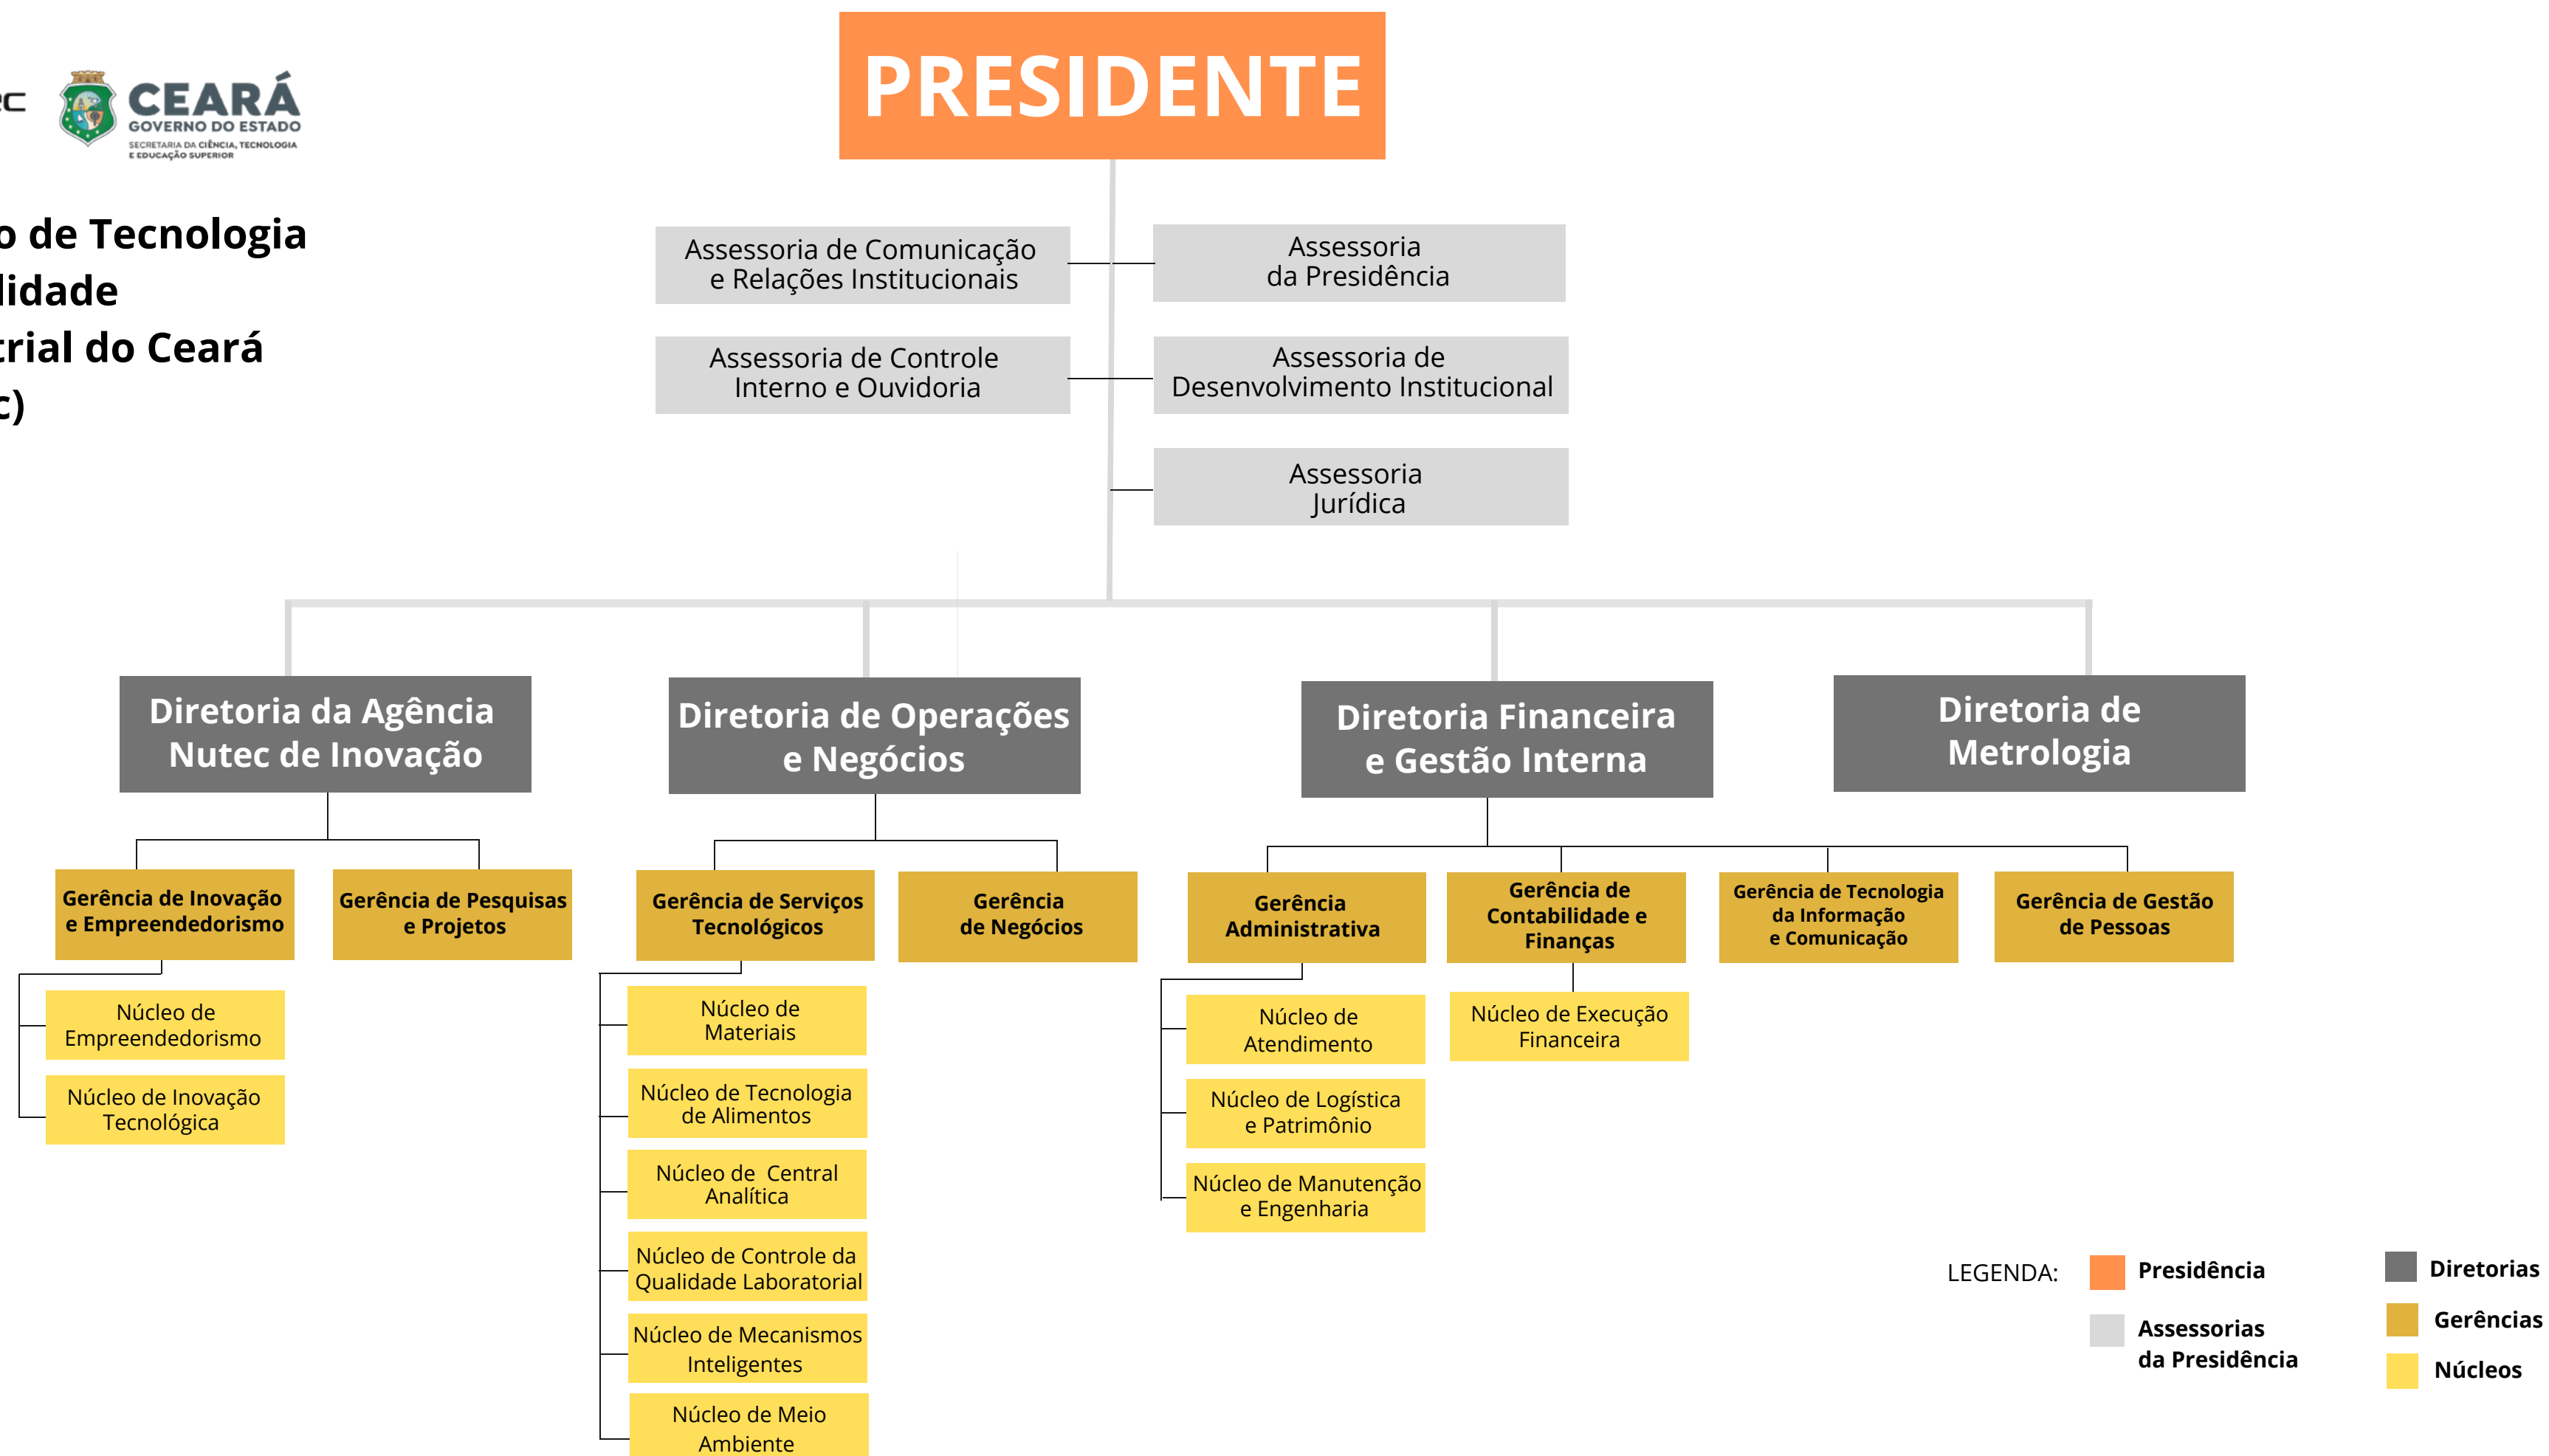 PRESIDENTE
CEARÁ
GOVERNO DO ESTADO
SECRETARIA DA CIÊNCIA, TECNOLOGIA
E EDUCAÇÃO SUPERIOR
o de Tecnologia
lidade
trial do Ceará
c)
Assessoria de Comunicação
e Relações Institucionais
Assessoria
da Presidência
Assessoria de Controle
Interno e Ouvidoria
Assessoria de
Desenvolvimento Institucional
Assessoria
Jurídica
Diretoria da Agência
Nutec de Inovação
Diretoria de Operações
e Negócios
Diretoria Financeira
e Gestão Interna
Diretoria de
Metrologia
Gerência de Inovação
e Empreendedorismo
Gerência de Pesquisas
e Projetos
Gerência de Serviços
Tecnológicos
Gerência
de Negócios
Gerência
Administrativa
Gerência de
Contabilidade e
Finanças
Gerência de Tecnologia
da Informação
e Comunicação
Gerência de Gestão
de Pessoas
Núcleo de
Empreendedorismo
Núcleo de Inovação
Tecnológica
Núcleo de
Materiais
Núcleo de Tecnologia
de Alimentos
Núcleo de  Central
Analítica
Núcleo de Controle da
Qualidade Laboratorial
Núcleo de Mecanismos
Inteligentes
Núcleo de Meio
Ambiente
Núcleo de
Atendimento
Núcleo de Logística
e Patrimônio
Núcleo de Manutenção
e Engenharia
Núcleo de Execução
Financeira
LEGENDA:
Presidência
Assessorias
da Presidência
Diretorias
Gerências
Núcleos